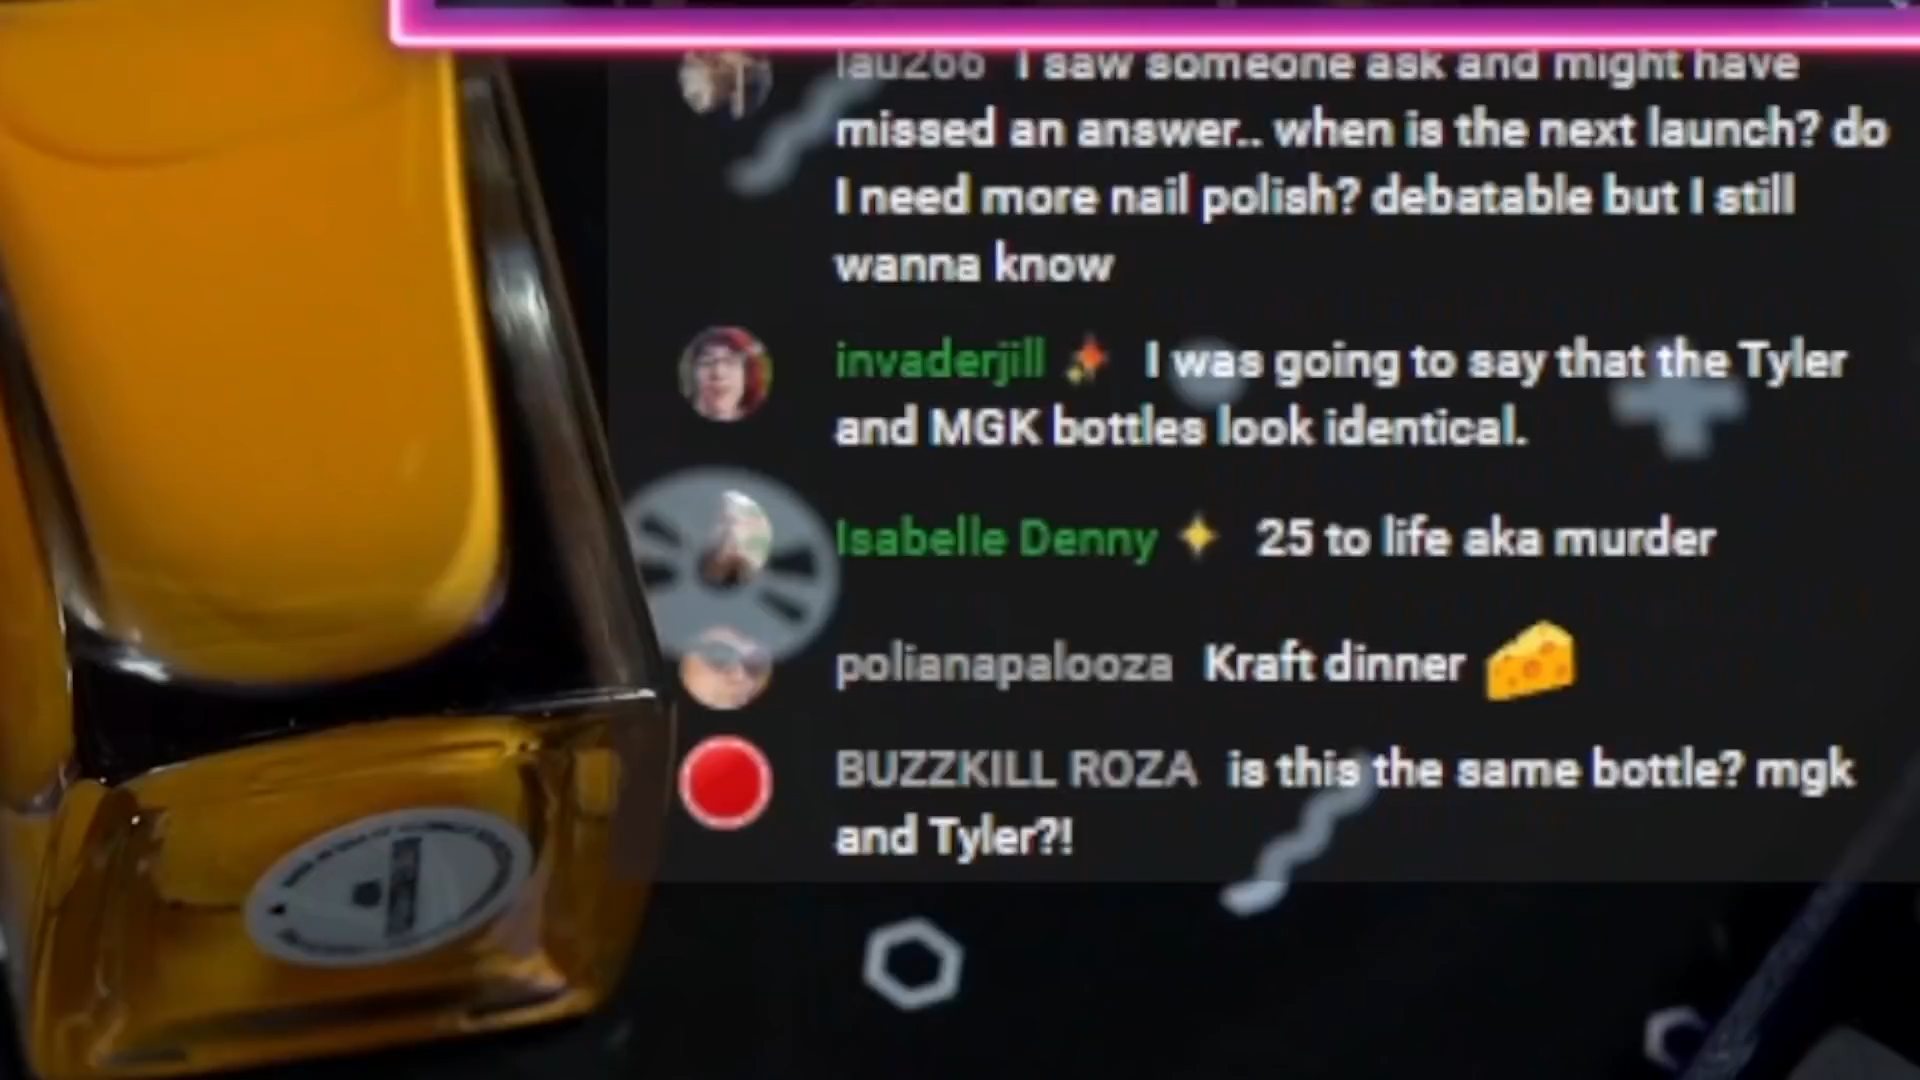 lau266 I saw someone ask and might have
missed an answer.. when is the next launch? do
I need more nail polish? debatable but I still
wanna know
invaderjill I was going to say that the Tyler
and MGK bottles look identical.
Isabelle Denny 25 to life aka murder
polianapalooza Kraft dinner
BUZZKILL ROZA is this the same bottle? mgk
and Tyler?!